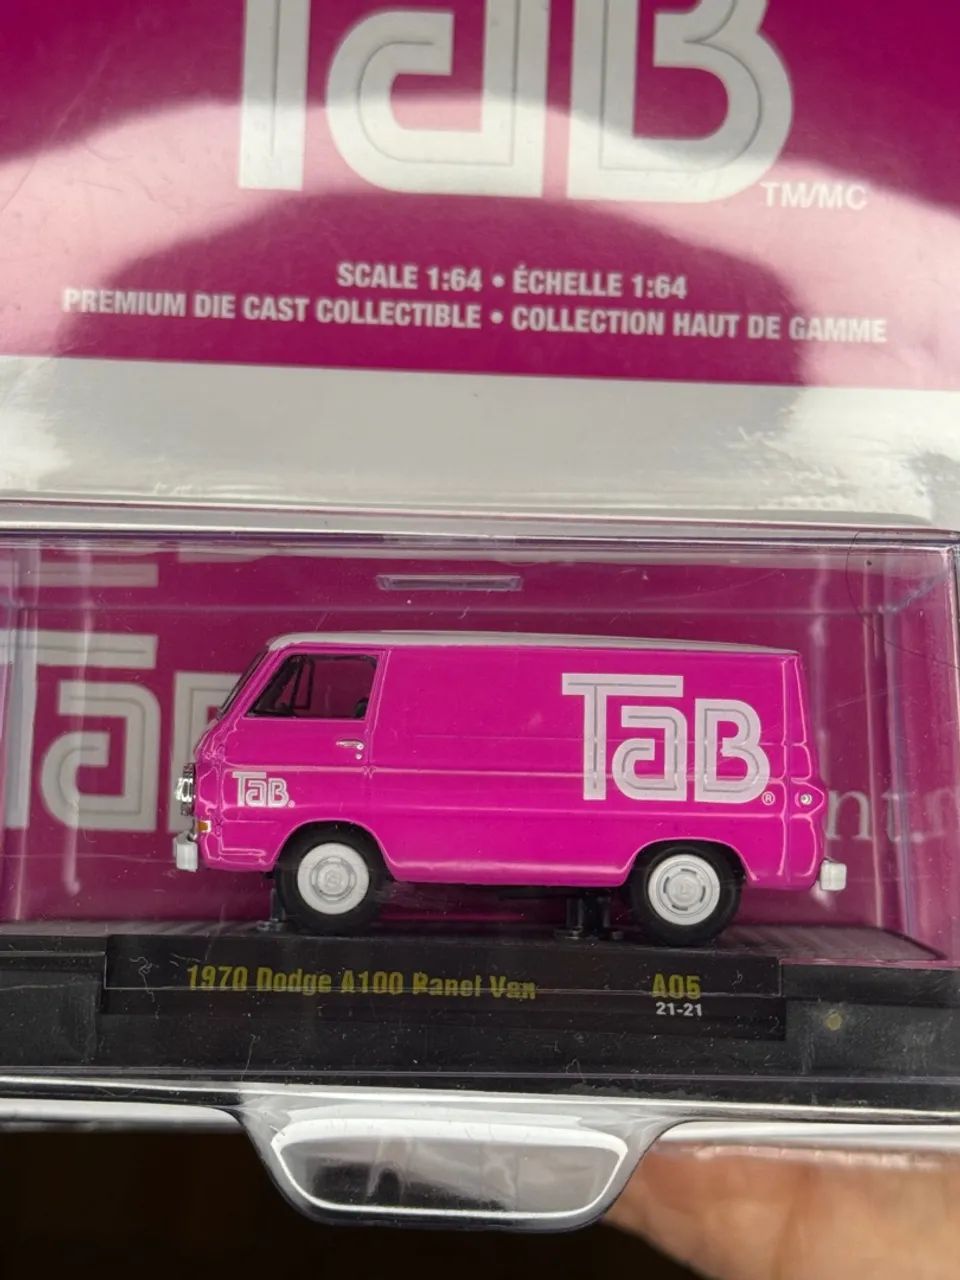 TaB
TM/MC
SCALE 1:64 • ÉCHELLE 1:64
PREMIUM DIE CAST COLLECTIBLE • COLLECTION HAUT DE GAMME
TaB
TaB®
TaB®
1970 Dodge A100 Panel Van
A05
21-21